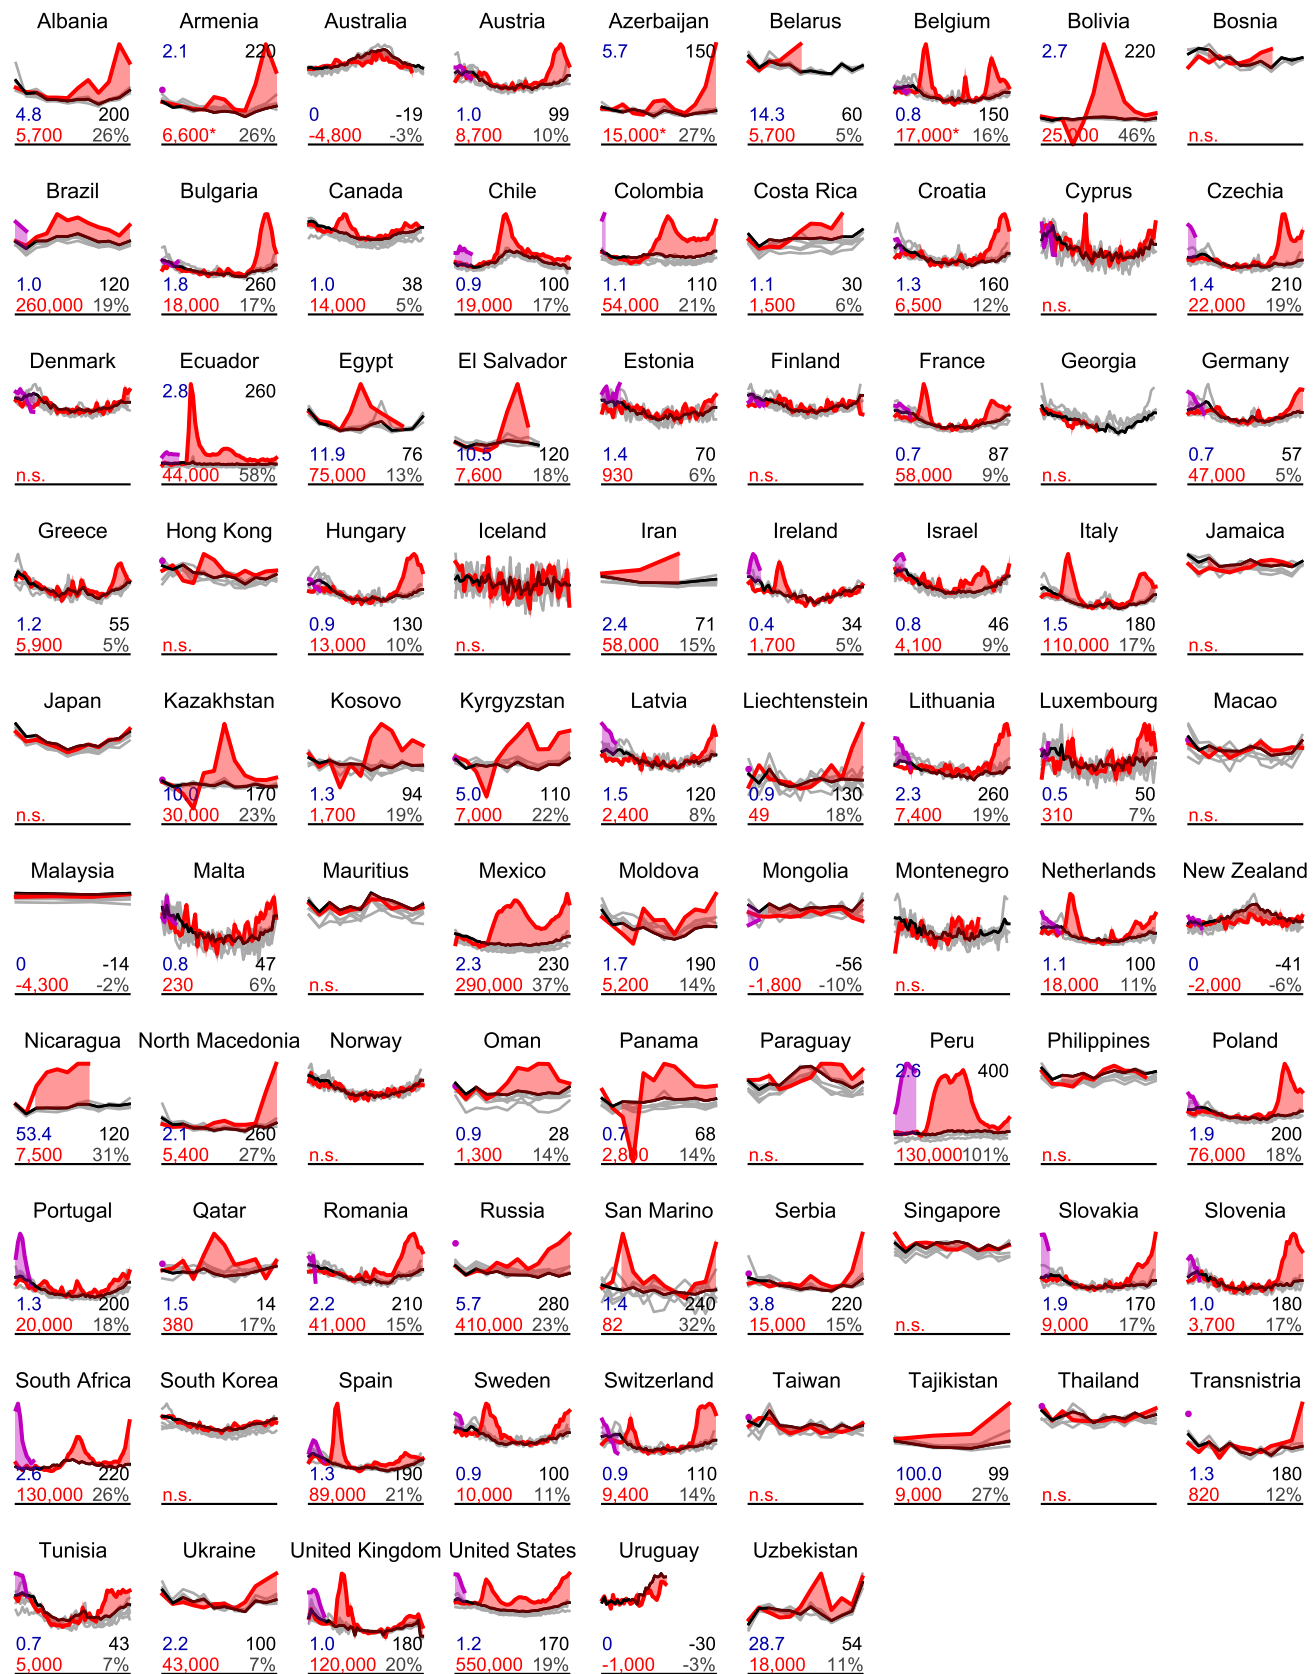 Albania Armenia Australia Austria Azerbaijan Belarus Belgium Bolivia Bosnia
2.1 220 5.7 150 2.7 220
4.8 200 0 -19 1.0 99 14.3 60 0.8 150
5,700 26% 6,600* 26% -4,800 -3% 8,700 10% 15,000* 27% 5,700 5% 17,000* 16% 25,000 46% n.s.
Brazil Bulgaria Canada Chile Colombia Costa Rica Croatia Cyprus Czechia
1.0 120 1.8 260 1.0 38 0.9 100 1.1 110 1.1 30 1.3 160 1.4 210
260,000 19% 18,000 17% 14,000 5% 19,000 17% 54,000 21% 1,500 6% 6,500 12% n.s. 22,000 19%
Denmark Ecuador Egypt El Salvador Estonia Finland France Georgia Germany
2.8 260
11.9 76 10.5 120 1.4 70 0.7 87 0.7 57
n.s. 44,000 58% 75,000 13% 7,600 18% 930 6% n.s. 58,000 9% n.s. 47,000 5%
Greece Hong Kong Hungary Iceland Iran Ireland Israel Italy Jamaica
1.2 55 0.9 130 2.4 71 0.4 34 0.8 46 1.5 180
5,900 5% n.s. 13,000 10% n.s. 58,000 15% 1,700 5% 4,100 9% 110,000 17% n.s.
Japan Kazakhstan Kosovo Kyrgyzstan Latvia Liechtenstein Lithuania Luxembourg Macao
10.0 170 1.3 94 5.0 110 1.5 120 0.9 130 2.3 260 0.5 50
n.s. 30,000 23% 1,700 19% 7,000 22% 2,400 8% 49 18% 7,400 19% 310 7% n.s.
Malaysia Malta Mauritius Mexico Moldova Mongolia Montenegro Netherlands New Zealand
0 -14 0.8 47 2.3 230 1.7 190 0 -56 1.1 100 0 -41
-4,300 -2% 230 6% n.s. 290,000 37% 5,200 14% -1,800 -10% n.s. 18,000 11% -2,000 -6%
Nicaragua North Macedonia Norway Oman Panama Paraguay Peru Philippines Poland
2.6 400
53.4 120 2.1 260 0.9 28 0.7 68 1.9 200
7,500 31% 5,400 27% n.s. 1,300 14% 2,800 14% n.s. 130,000 101% n.s. 76,000 18%
Portugal Qatar Romania Russia San Marino Serbia Singapore Slovakia Slovenia
1.3 200 1.5 14 2.2 210 5.7 280 1.4 240 3.8 220 1.9 170 1.0 180
20,000 18% 380 17% 41,000 15% 410,000 23% 82 32% 15,000 15% n.s. 9,000 17% 3,700 17%
South Africa South Korea Spain Sweden Switzerland Taiwan Tajikistan Thailand Transnistria
2.6 220 1.3 190 0.9 100 0.9 110 100.0 99 1.3 180
130,000 26% n.s. 89,000 21% 10,000 11% 9,400 14% n.s. 9,000 27% n.s. 820 12%
Tunisia Ukraine United Kingdom United States Uruguay Uzbekistan
0.7 43 2.2 100 1.0 180 1.2 170 0 -30 28.7 54
5,000 7% 43,000 7% 120,000 20% 550,000 19% -1,000 -3% 18,000 11%